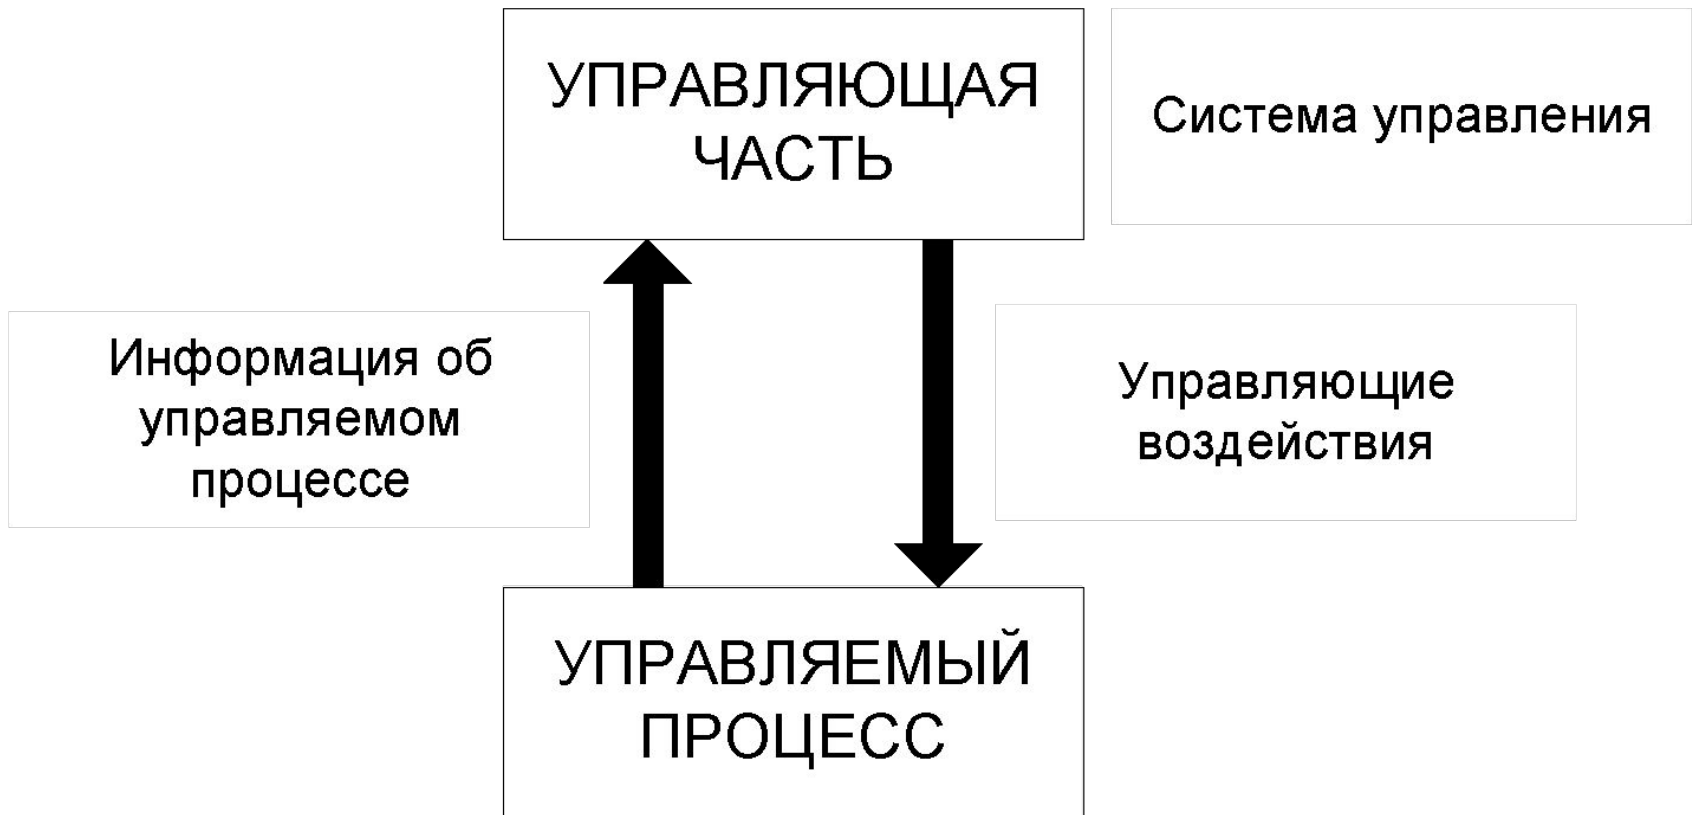 УПРАВЛЯЮЩАЯ
ЧАСТЬ
Система управления
Информация об
управляемом
процессе
Управляющие
воздействия
УПРАВЛЯЕМЫЙ
ПРОЦЕСС